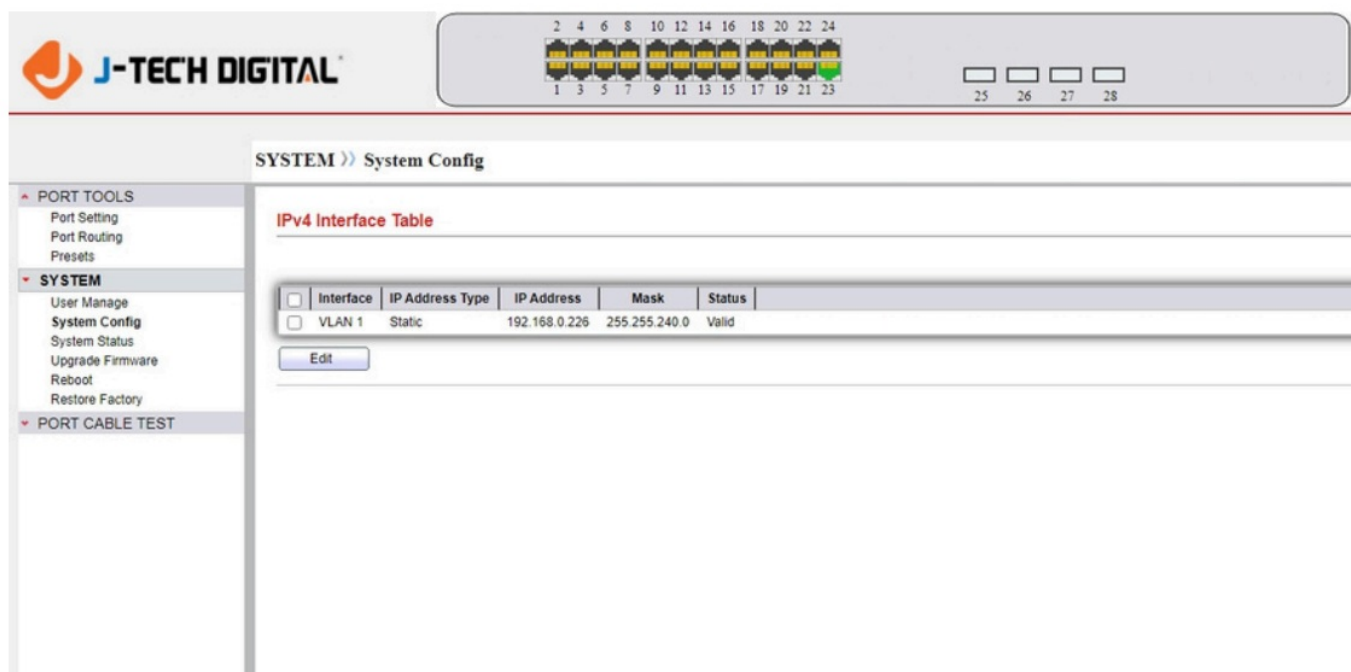 2 4 6 8 10 12 14 16 18 20 22 24
J-TECH DIGITAL
1 3 5 7 9 11 13 15 17 19 21 23
25 26 27 28
SYSTEM » System Config
PORT TOOLS
Port Setting
Port Routing
Presets
SYSTEM
User Manage
System Config
System Status
Upgrade Firmware
Reboot
Restore Factory
PORT CABLE TEST
IPv4 Interface Table
Interface IP Address Type IP Address Mask Status
VLAN 1 Static 192.168.0.226 255.255.240.0 Valid
Edit